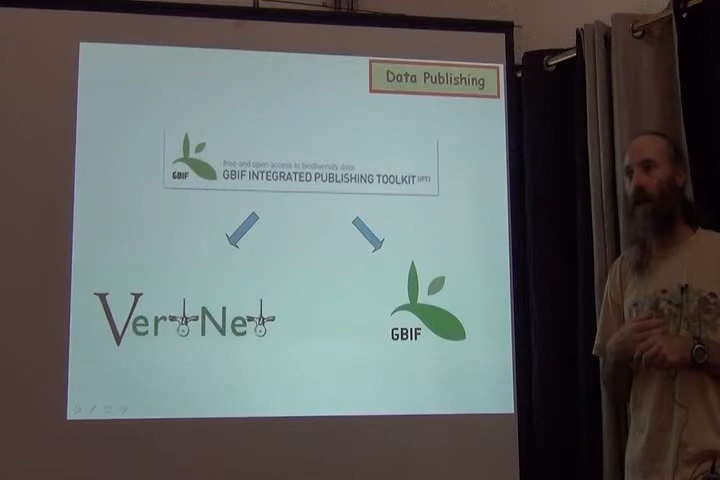 Data Publishing
free and open access to biodiversity data
GBIF INTEGRATED PUBLISHING TOOLKIT (IPT)
GBIF
VertNet
GBIF